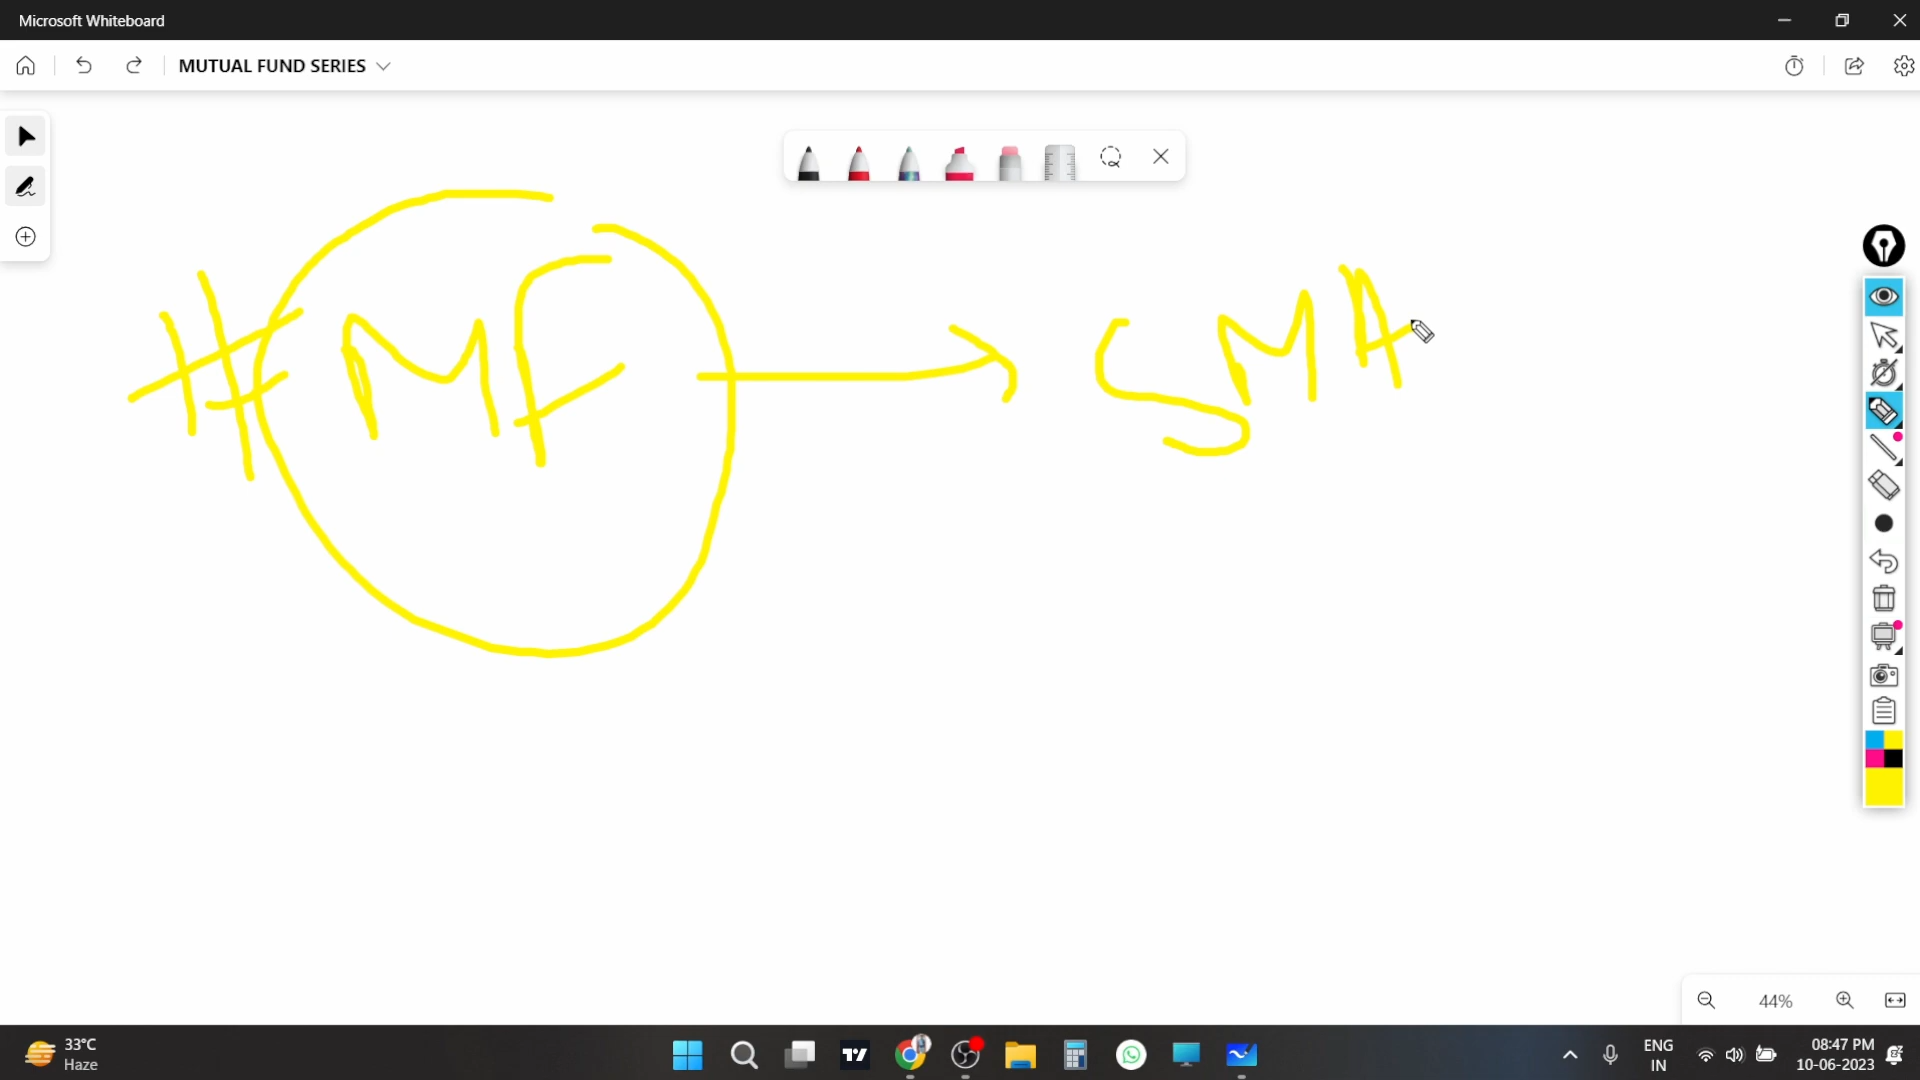 Microsoft Whiteboard
MUTUAL FUND SERIES
# MF SMA
44%
33°C
Haze
ENG
IN
08:47 PM
10-06-2023